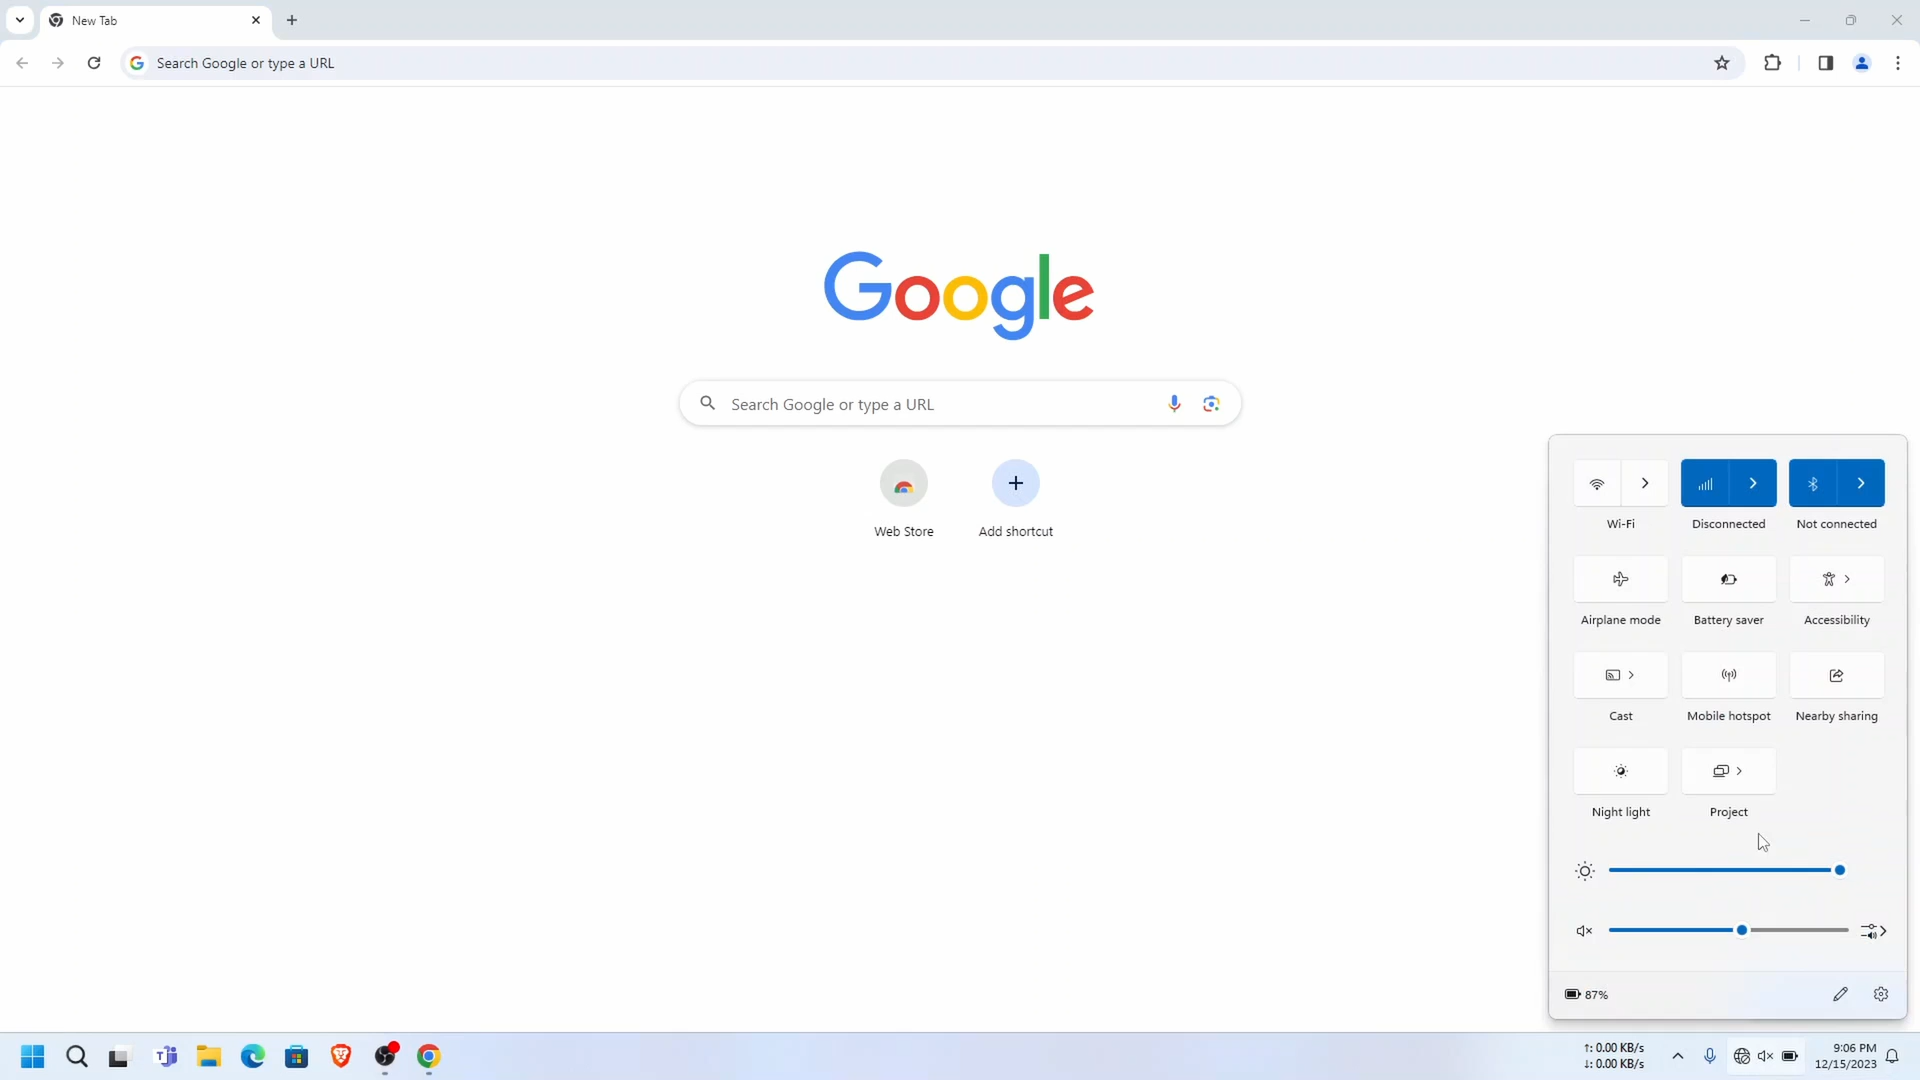 New Tab
Search Google or type a URL
Google
Search Google or type a URL
Web Store
Add shortcut
Wi-Fi
Disconnected
Not connected
Airplane mode
Battery saver
Accessibility
Cast
Mobile hotspot
Nearby sharing
Night light
Project
87%
↑: 0.00 KB/s
↓: 0.00 KB/s
9:06 PM
12/15/2023